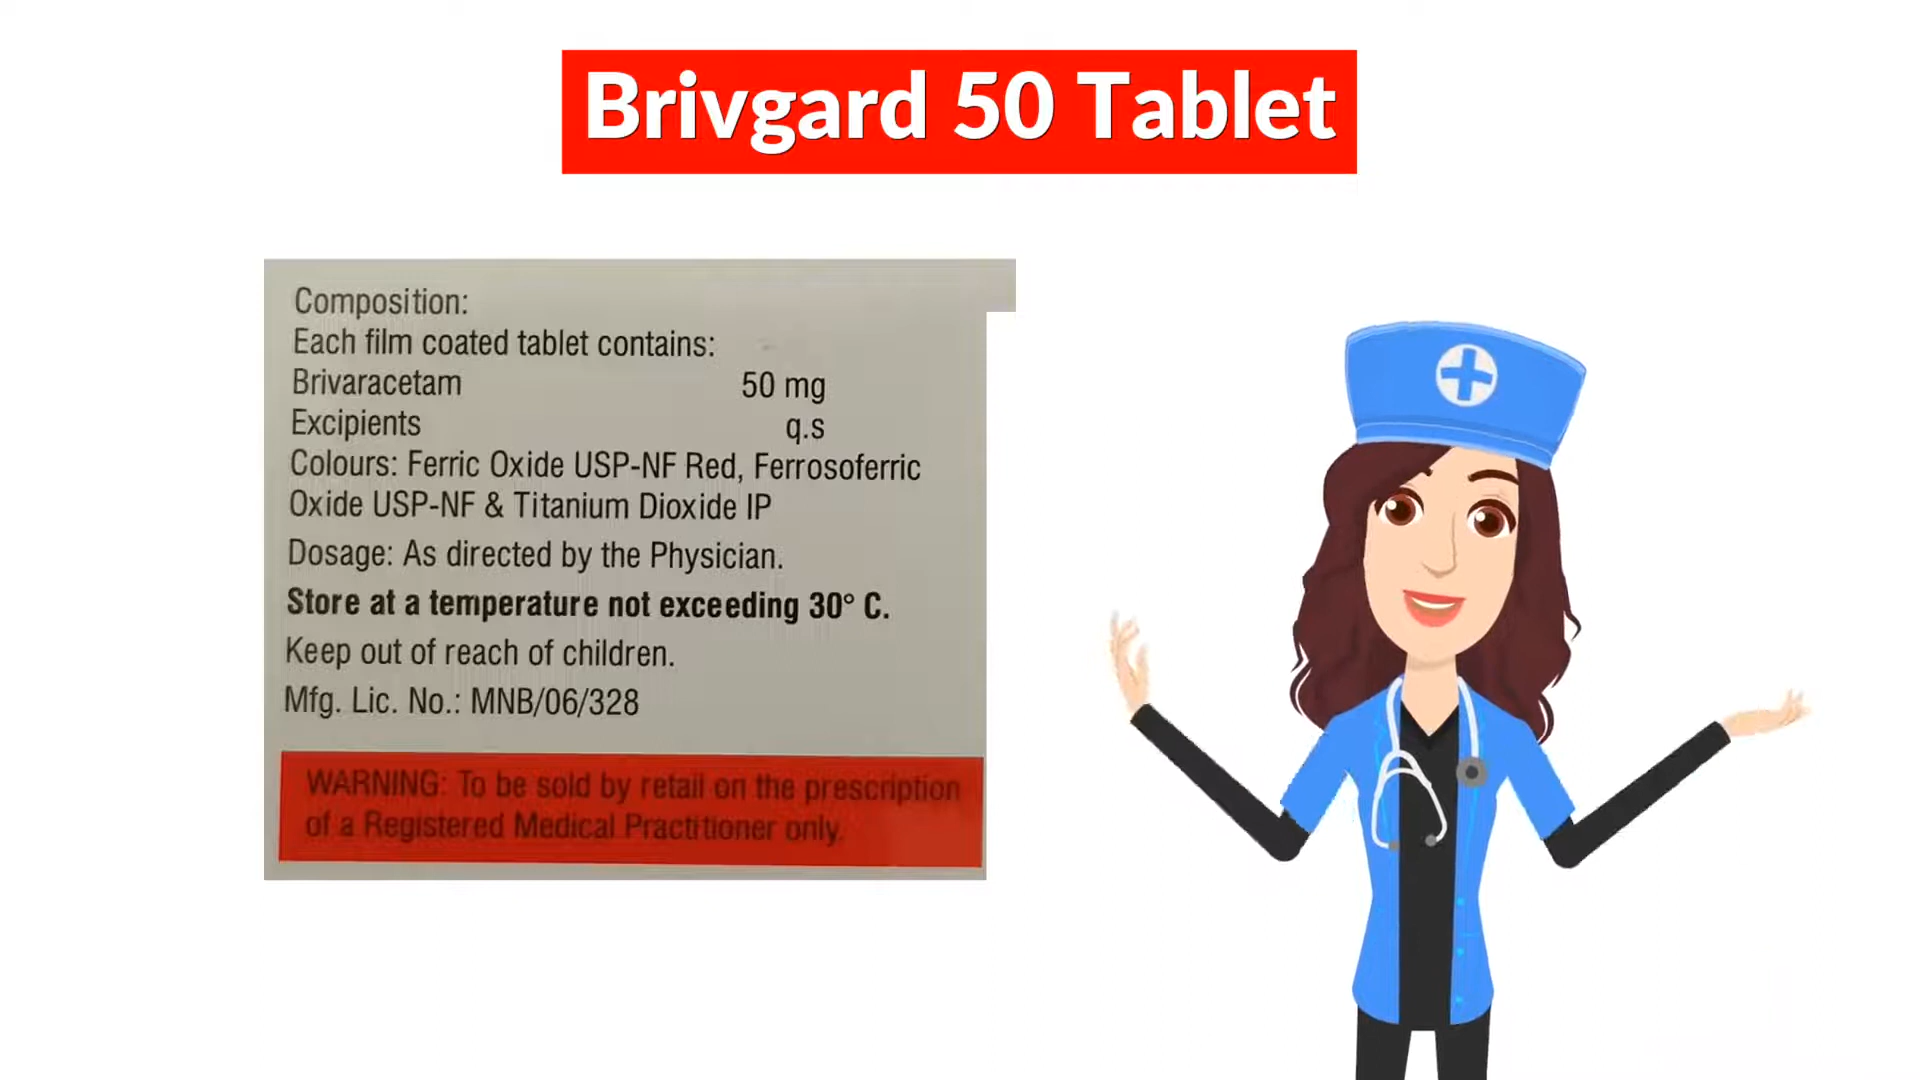 Brivgard 50 Tablet
Composition:
Each film coated tablet contains:
Brivaracetam 50 mg
Excipients q.s
Colours: Ferric Oxide USP-NF Red, Ferrosoferric
Oxide USP-NF & Titanium Dioxide IP
Dosage: As directed by the Physician.
Store at a temperature not exceeding 30° C.
Keep out of reach of children.
Mfg. Lic. No.: MNB/06/328
WARNING: To be sold by retail on the prescription
of a Registered Medical Practitioner only.